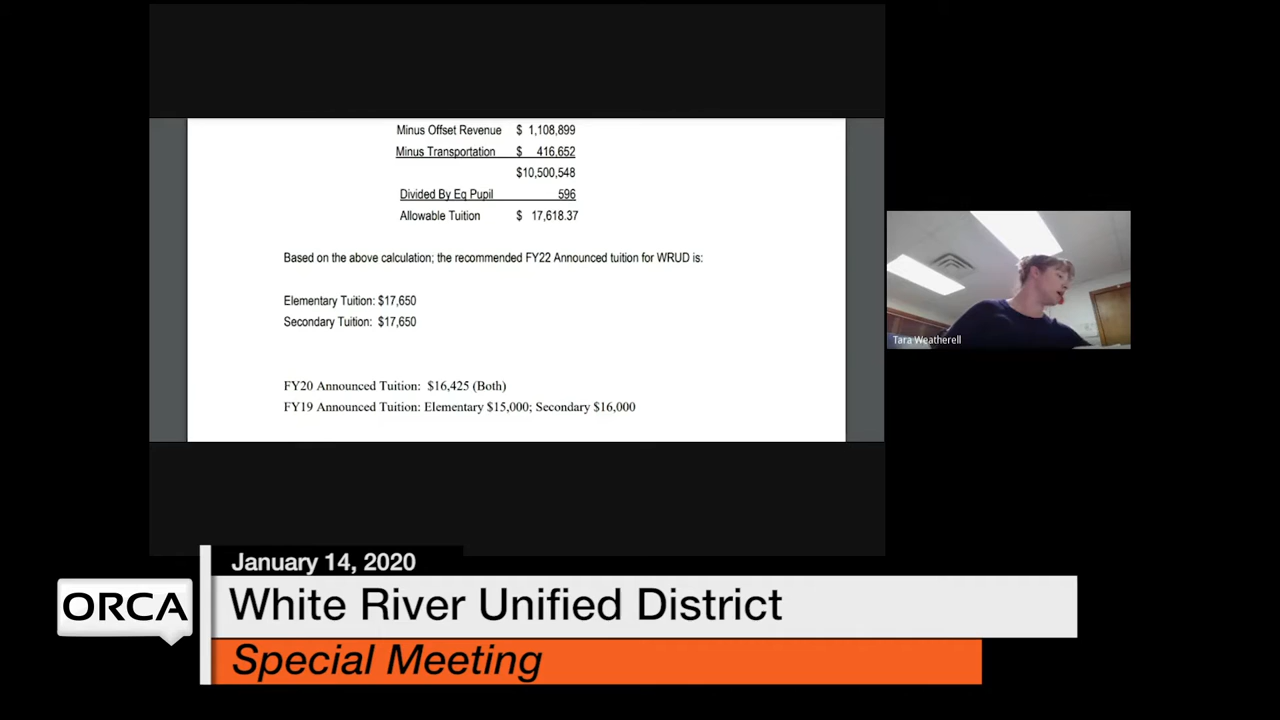 Minus Offset Revenue $ 1,108,899
Minus Transportation $ 416,652
$10,500,548
Divided By Eq Pupil 596
Allowable Tuition $ 17,618.37
Based on the above calculation; the recommended FY22 Announced tuition for WRUD is:
Elementary Tuition: $17,650
Secondary Tuition: $17,650
FY20 Announced Tuition: $16,425 (Both)
FY19 Announced Tuition: Elementary $15,000; Secondary $16,000
Tara Weatherell
January 14, 2020
ORCA
White River Unified District
Special Meeting